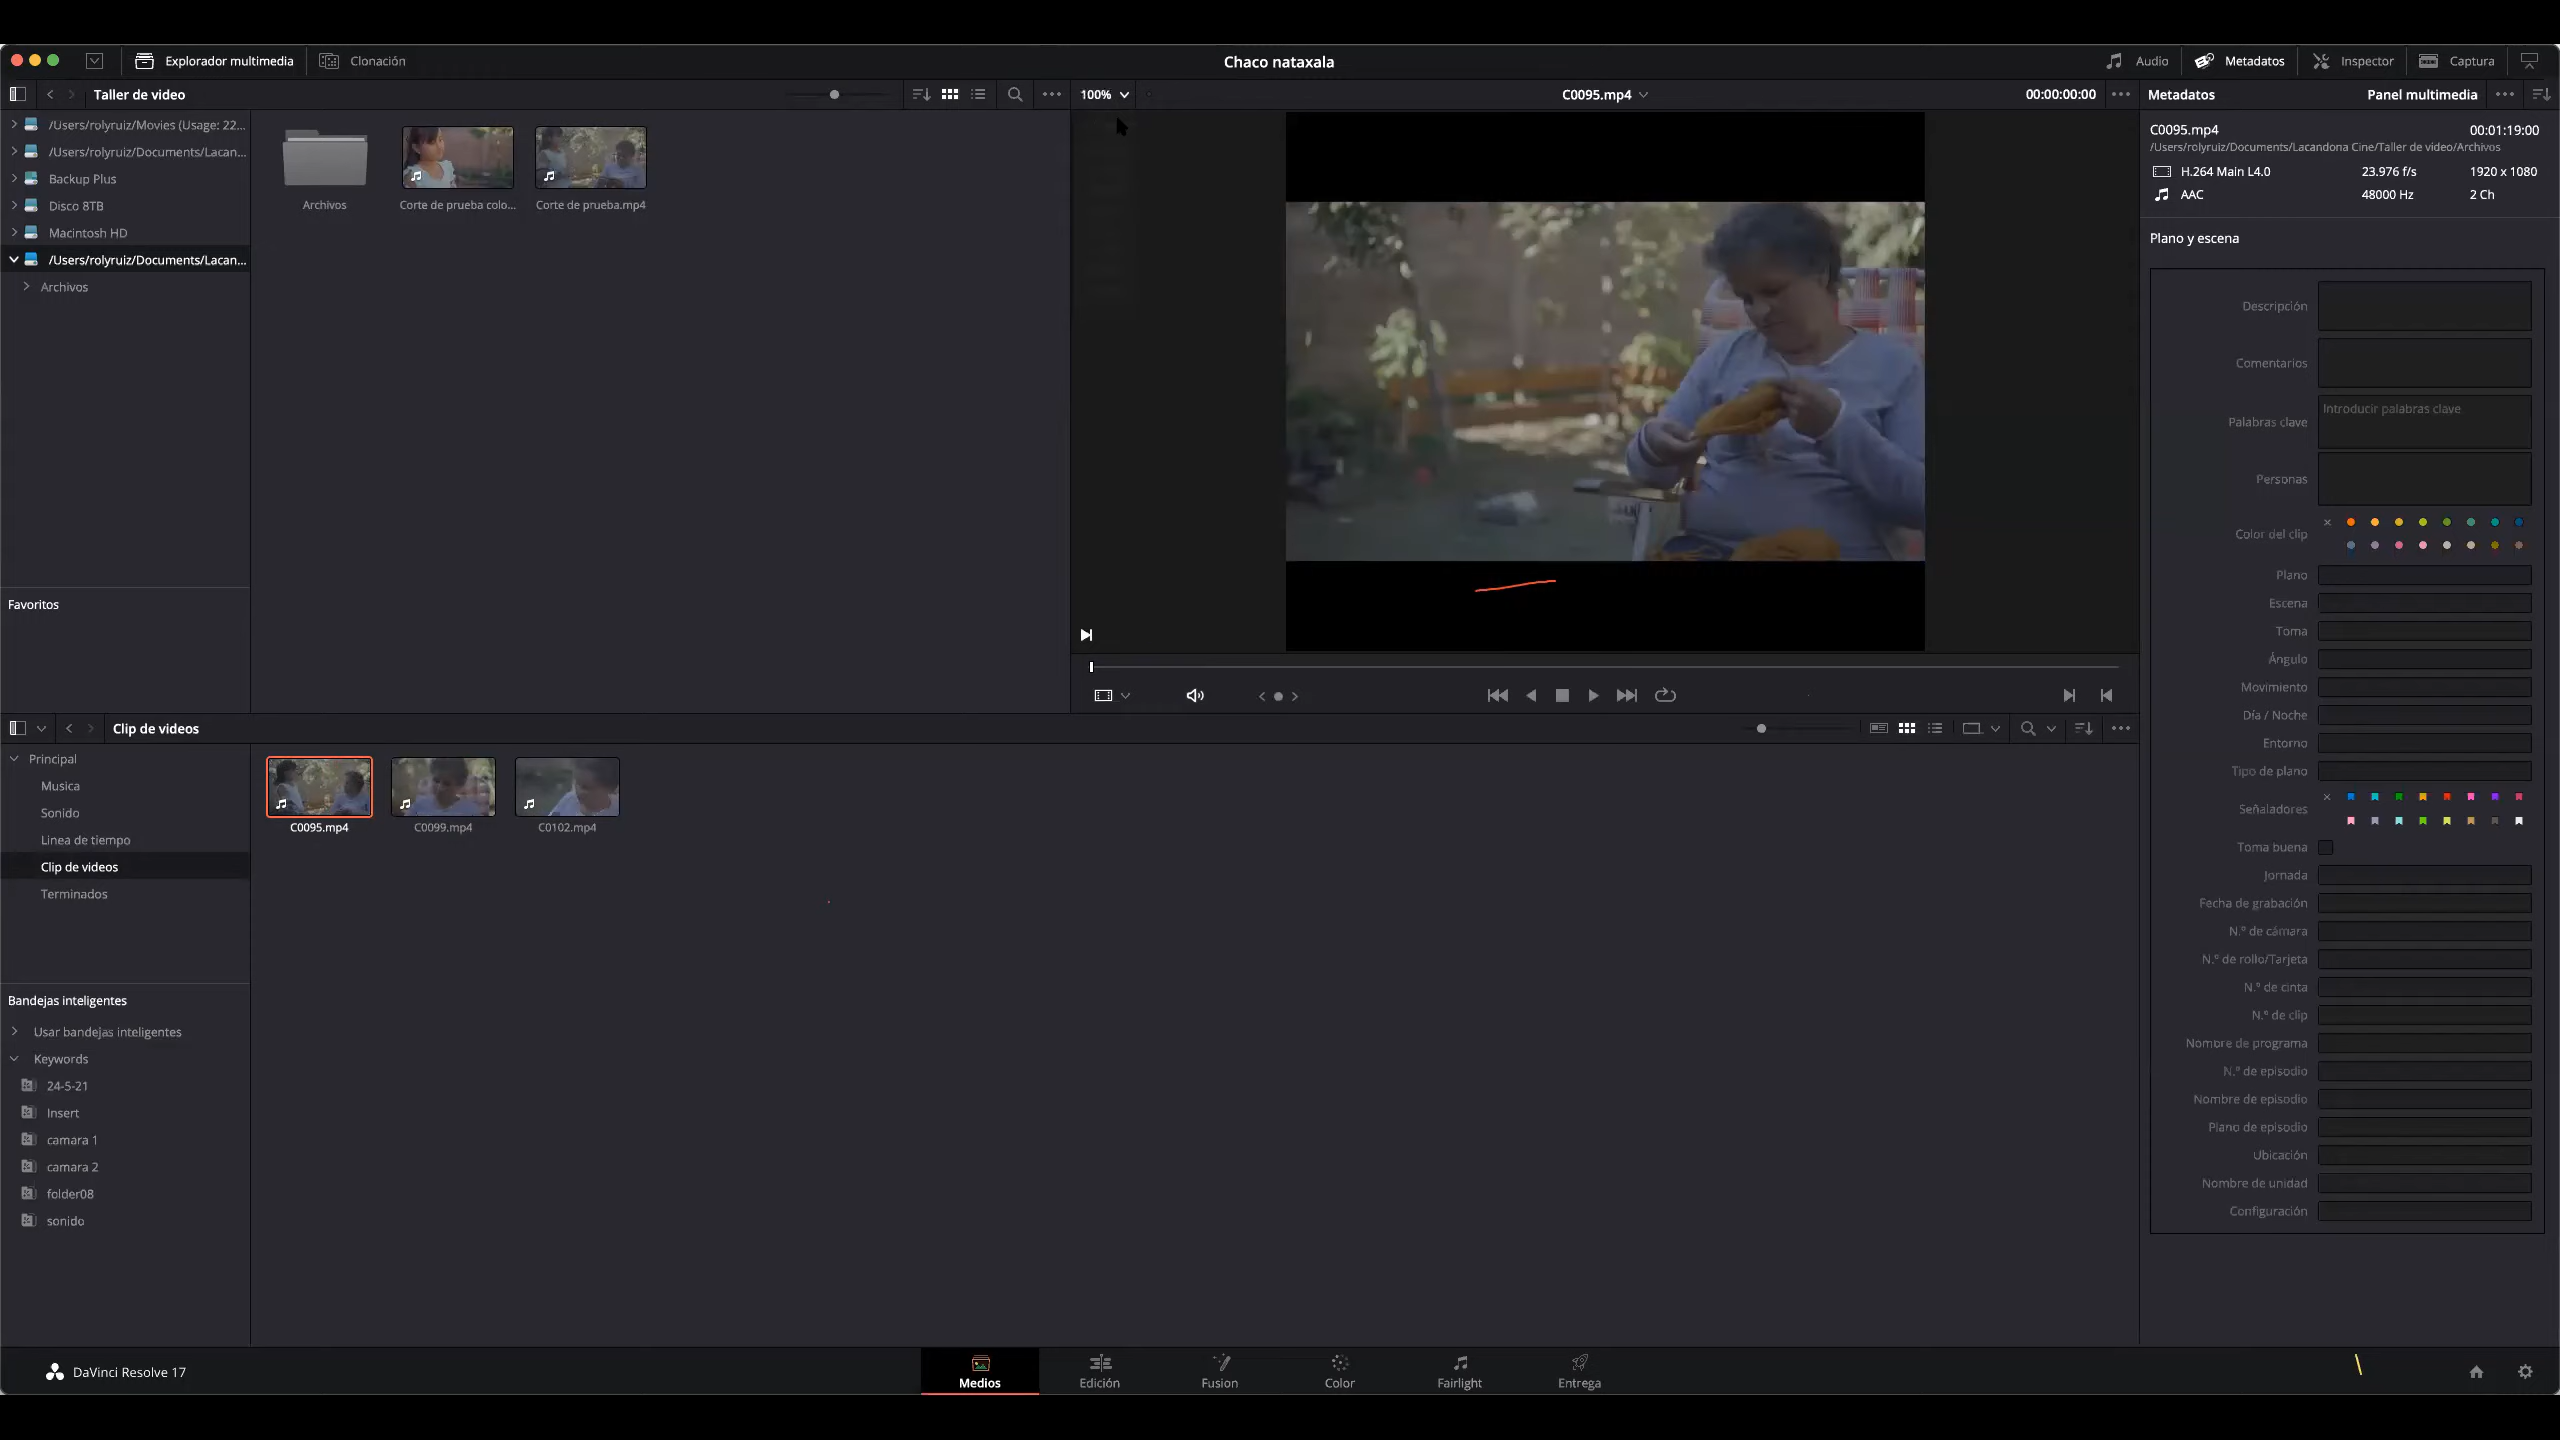 Explorador multimedia
Clonación
Chaco nataxala
Audio
Metadatos
Inspector
Captura
Taller de video
100%
C0095.mp4
00:00:00:00
Metadatos
Panel multimedia
/Users/rolyruiz/Movies (Usage: 22...
/Users/rolyruiz/Documents/Lacan...
Backup Plus
Disco 8TB
Macintosh HD
/Users/rolyruiz/Documents/Lacan...
Archivos
Archivos
Corte de prueba colo...
Corte de prueba.mp4
C0095.mp4
00:01:19:00
/Users/rolyruiz/Documents/Lacandona Cine/Taller de video/Archivos
H.264 Main L4.0
23.976 f/s
1920 x 1080
AAC
48000 Hz
2 Ch
Plano y escena
Descripción
Comentarios
Palabras clave
Introducir palabras clave
Personas
Color del clip
Plano
Escena
Toma
Ángulo
Movimiento
Día / Noche
Entorno
Tipo de plano
Señaladores
Toma buena
Jornada
Fecha de grabación
N.º de cámara
N.º de rollo/Tarjeta
N.º de cinta
N.º de clip
Nombre de programa
N.º de episodio
Nombre de episodio
Plano de episodio
Ubicación
Nombre de unidad
Configuración
Favoritos
Clip de videos
Principal
Musica
Sonido
Linea de tiempo
Clip de videos
Terminados
C0095.mp4
C0099.mp4
C0102.mp4
Bandejas inteligentes
Usar bandejas inteligentes
Keywords
24-5-21
Insert
camara 1
camara 2
folder08
sonido
DaVinci Resolve 17
Medios
Edición
Fusion
Color
Fairlight
Entrega